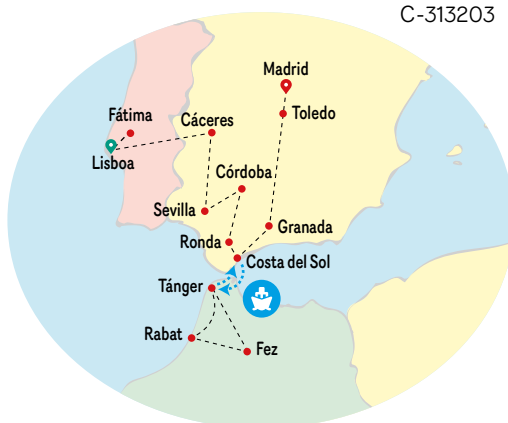 C-313203
Madrid
Toledo
Fátima
Cáceres
Lisboa
Córdoba
Sevilla
Granada
Ronda
Costa del Sol
Tánger
Rabat
Fez